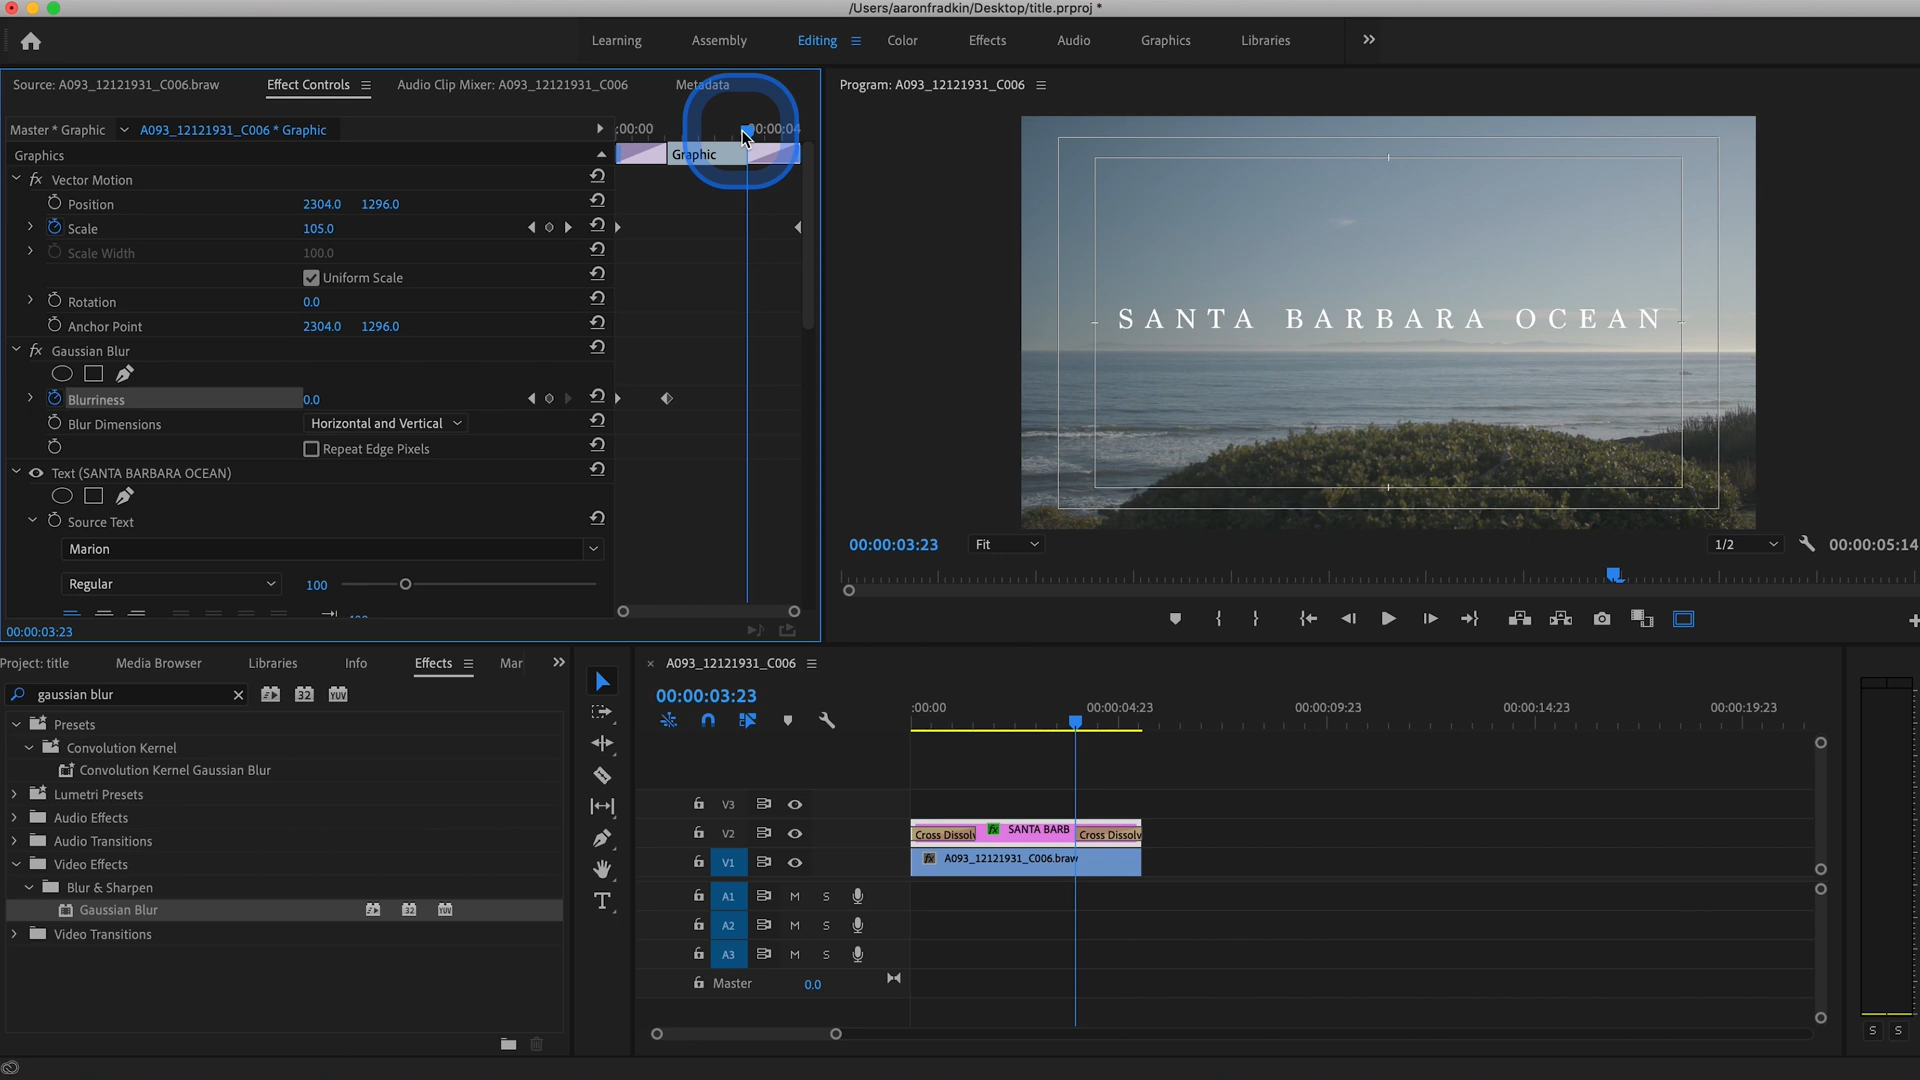 /Users/aaronfradkin/Desktop/title.prproj *
Learning Assembly Editing Color Effects Audio Graphics Libraries
Source: A093_12121931_C006.braw Effect Controls Audio Clip Mixer: A093_12121931_C006 Metadata
Master * Graphic A093_12121931_C006 * Graphic
:00:00 00:00:04
Graphics
Graphic
Vector Motion
Position 2304.0 1296.0
Scale 105.0
Scale Width 100.0
Uniform Scale
Rotation 0.0
Anchor Point 2304.0 1296.0
Gaussian Blur
Blurriness 0.0
Blur Dimensions Horizontal and Vertical
Repeat Edge Pixels
Text (SANTA BARBARA OCEAN)
Source Text
Marion
Regular 100
00:00:03:23
Program: A093_12121931_C006
SANTA BARBARA OCEAN
00:00:03:23 Fit 1/2 00:00:05:14
Project: title Media Browser Libraries Info Effects Mar
gaussian blur
32 YUV
Presets
Convolution Kernel
Convolution Kernel Gaussian Blur
Lumetri Presets
Audio Effects
Audio Transitions
Video Effects
Blur & Sharpen
Gaussian Blur 32 YUV
Video Transitions
A093_12121931_C006
00:00:03:23
:00:00 00:00:04:23 00:00:09:23 00:00:14:23 00:00:19:23
V3
V2 Cross Dissolv fx SANTA BARB Cross Dissolv
V1 fx A093_12121931_C006.braw
A1 M S
A2 M S
A3 M S
Master 0.0
S S